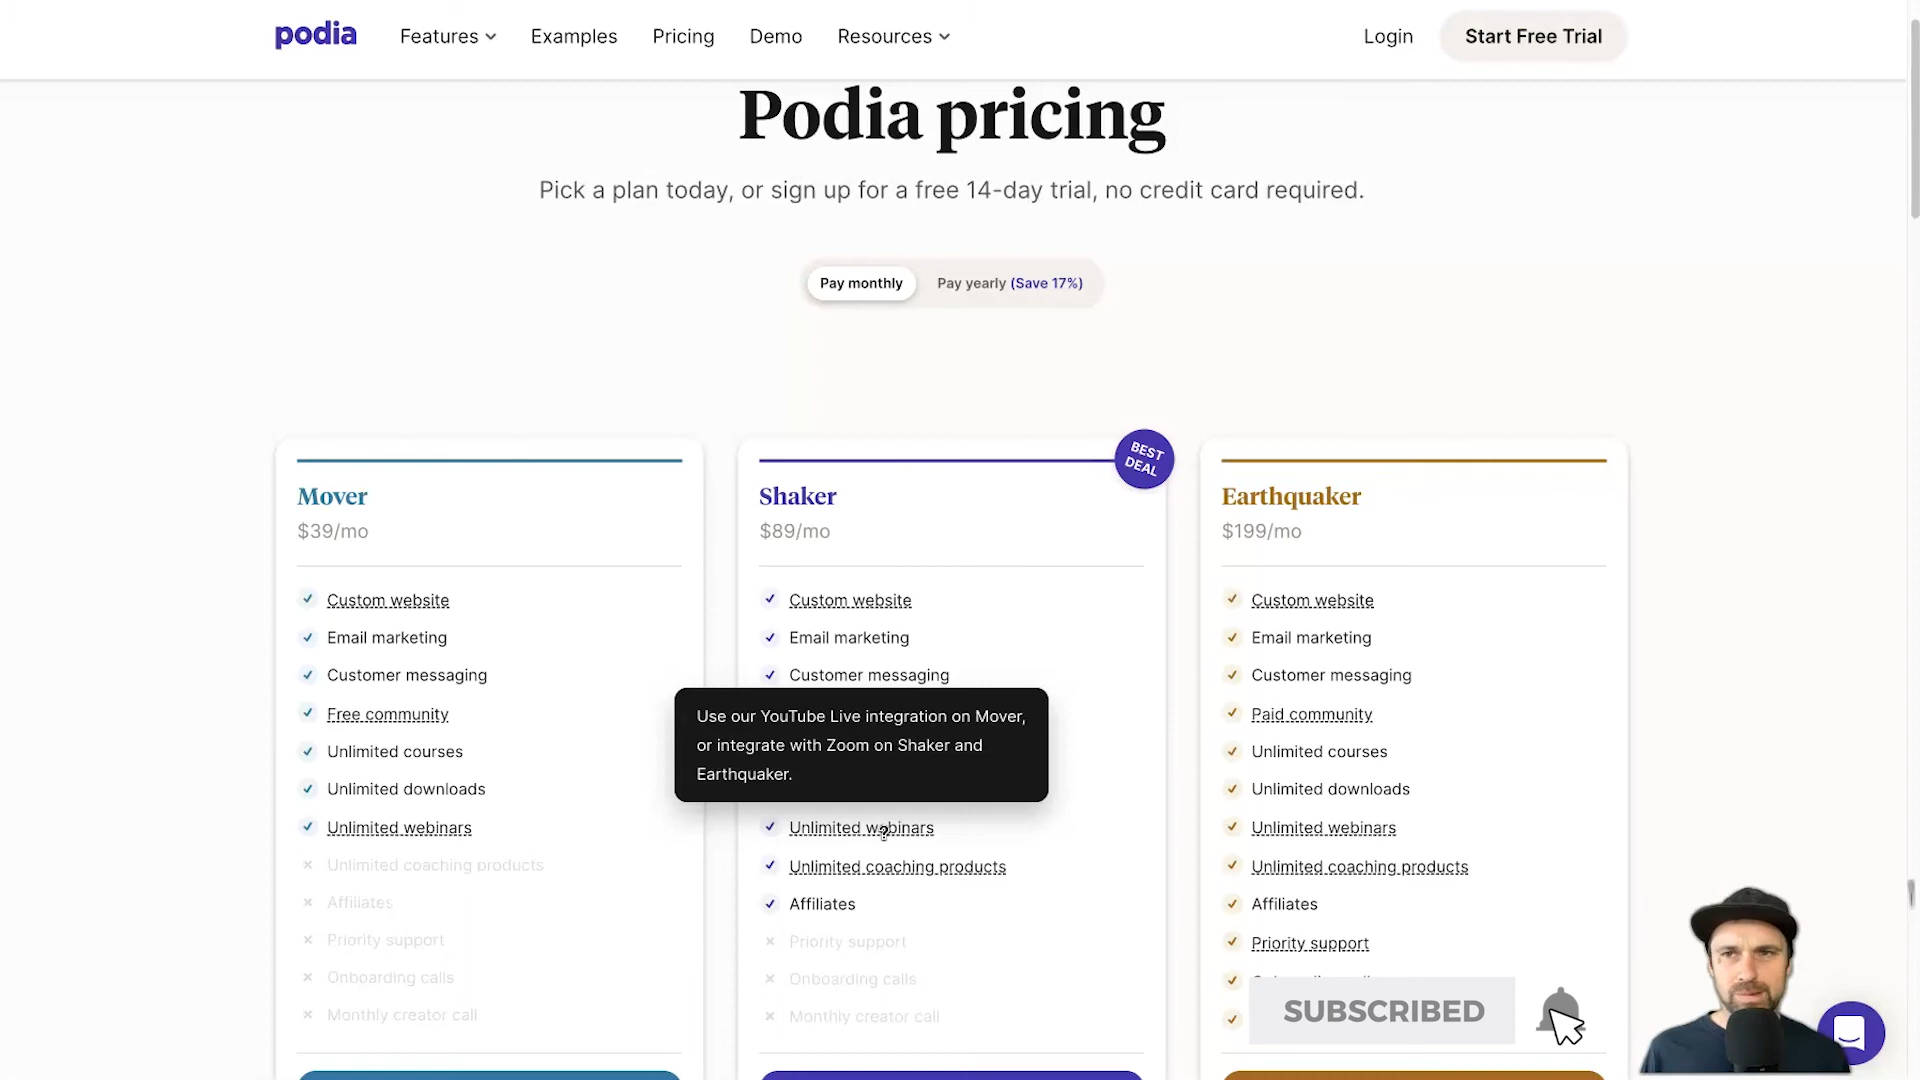 podia
Features
Examples
Pricing
Demo
Resources
Login
Start Free Trial
Podia pricing
Pick a plan today, or sign up for a free 14-day trial, no credit card required.
Pay monthly
Pay yearly (Save 17%)
Mover
$39/mo
Custom website
Email marketing
Customer messaging
Free community
Unlimited courses
Unlimited downloads
Unlimited webinars
Unlimited coaching products
Affiliates
Priority support
Onboarding calls
Monthly creator call
BEST
DEAL
Shaker
$89/mo
Custom website
Email marketing
Customer messaging
Use our YouTube Live integration on Mover,
or integrate with Zoom on Shaker and
Earthquaker.
Unlimited webinars
Unlimited coaching products
Affiliates
Priority support
Onboarding calls
Monthly creator call
Earthquaker
$199/mo
Custom website
Email marketing
Customer messaging
Paid community
Unlimited courses
Unlimited downloads
Unlimited webinars
Unlimited coaching products
Affiliates
Priority support
SUBSCRIBED